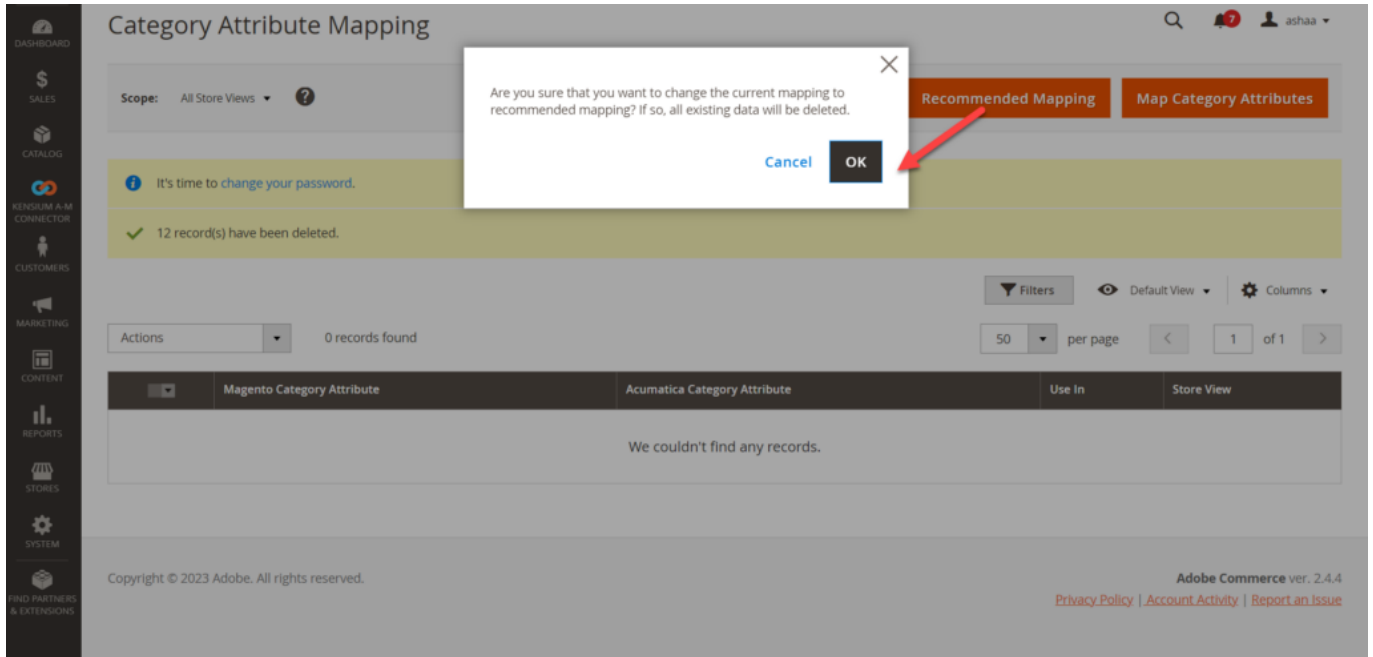 DASHBOARD
SALES
CATALOG
KENSIUM A-M
CONNECTOR
CUSTOMERS
MARKETING
CONTENT
REPORTS
STORES
SYSTEM
FIND PARTNERS
& EXTENSIONS
Category Attribute Mapping
7
ashaa
Scope: All Store Views ?
Recommended Mapping
Map Category Attributes
Are you sure that you want to change the current mapping to
recommended mapping? If so, all existing data will be deleted.
Cancel OK
It's time to change your password.
12 record(s) have been deleted.
Filters Default View Columns
Actions 0 records found 50 per page 1 of 1
Magento Category Attribute Acumatica Category Attribute Use In Store View
We couldn't find any records.
Copyright © 2023 Adobe. All rights reserved.
Adobe Commerce ver. 2.4.4
Privacy Policy | Account Activity | Report an Issue